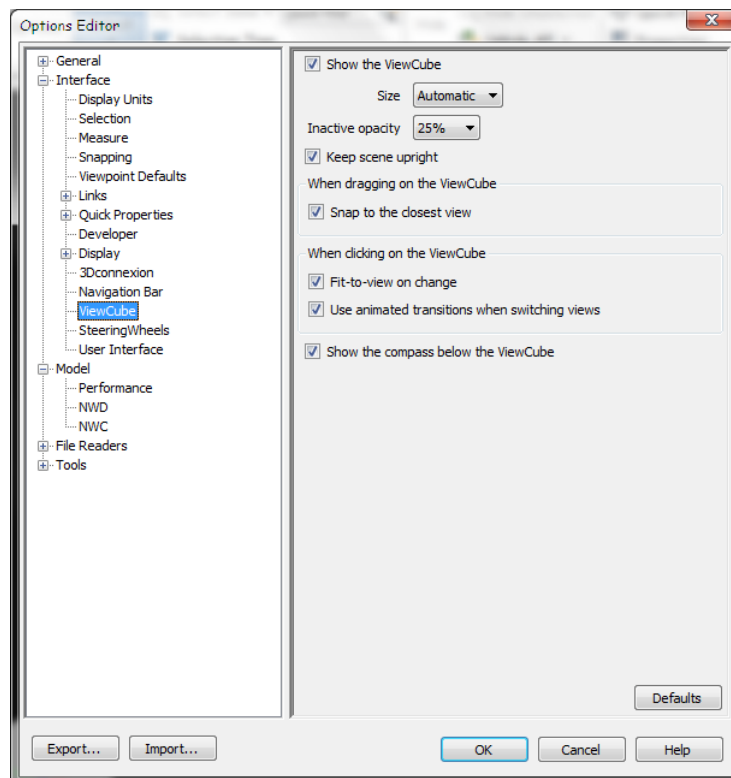 Options Editor
General
Interface
Display Units
Selection
Measure
Snapping
Viewpoint Defaults
Links
Quick Properties
Developer
Display
3Dconnexion
Navigation Bar
ViewCube
SteeringWheels
User Interface
Model
Performance
NWD
NWC
File Readers
Tools
Show the ViewCube
Size Automatic
Inactive opacity 25%
Keep scene upright
When dragging on the ViewCube
Snap to the closest view
When clicking on the ViewCube
Fit-to-view on change
Use animated transitions when switching views
Show the compass below the ViewCube
Defaults
Export... Import... OK Cancel Help